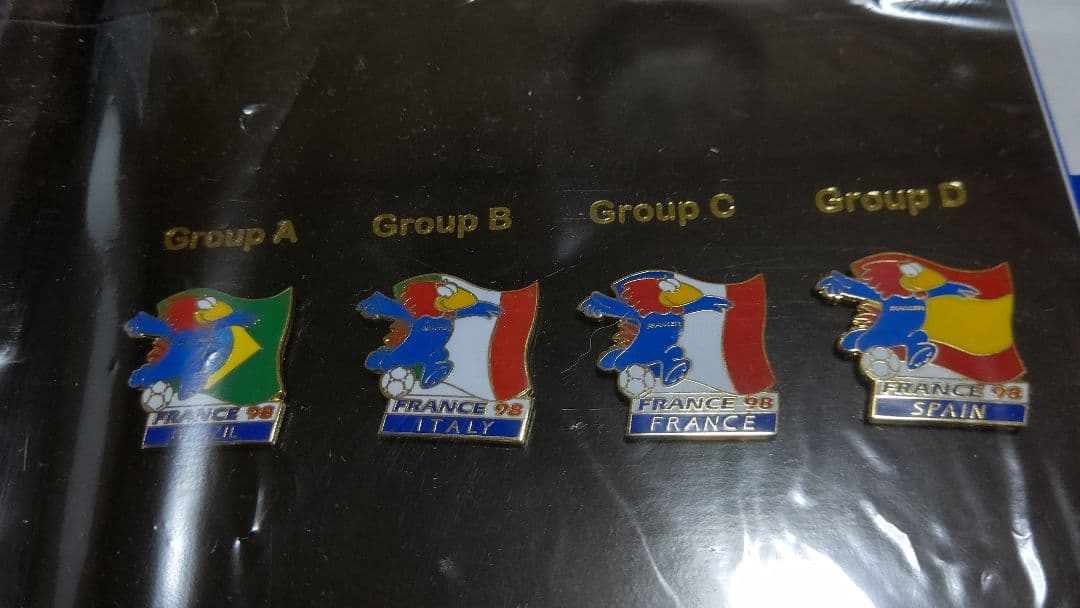 Group A
Group B
Group C
Group D
FRANCE 98
FRANCE 98
ITALY
FRANCE 98
FRANCE
FRANCE 98
SPAIN